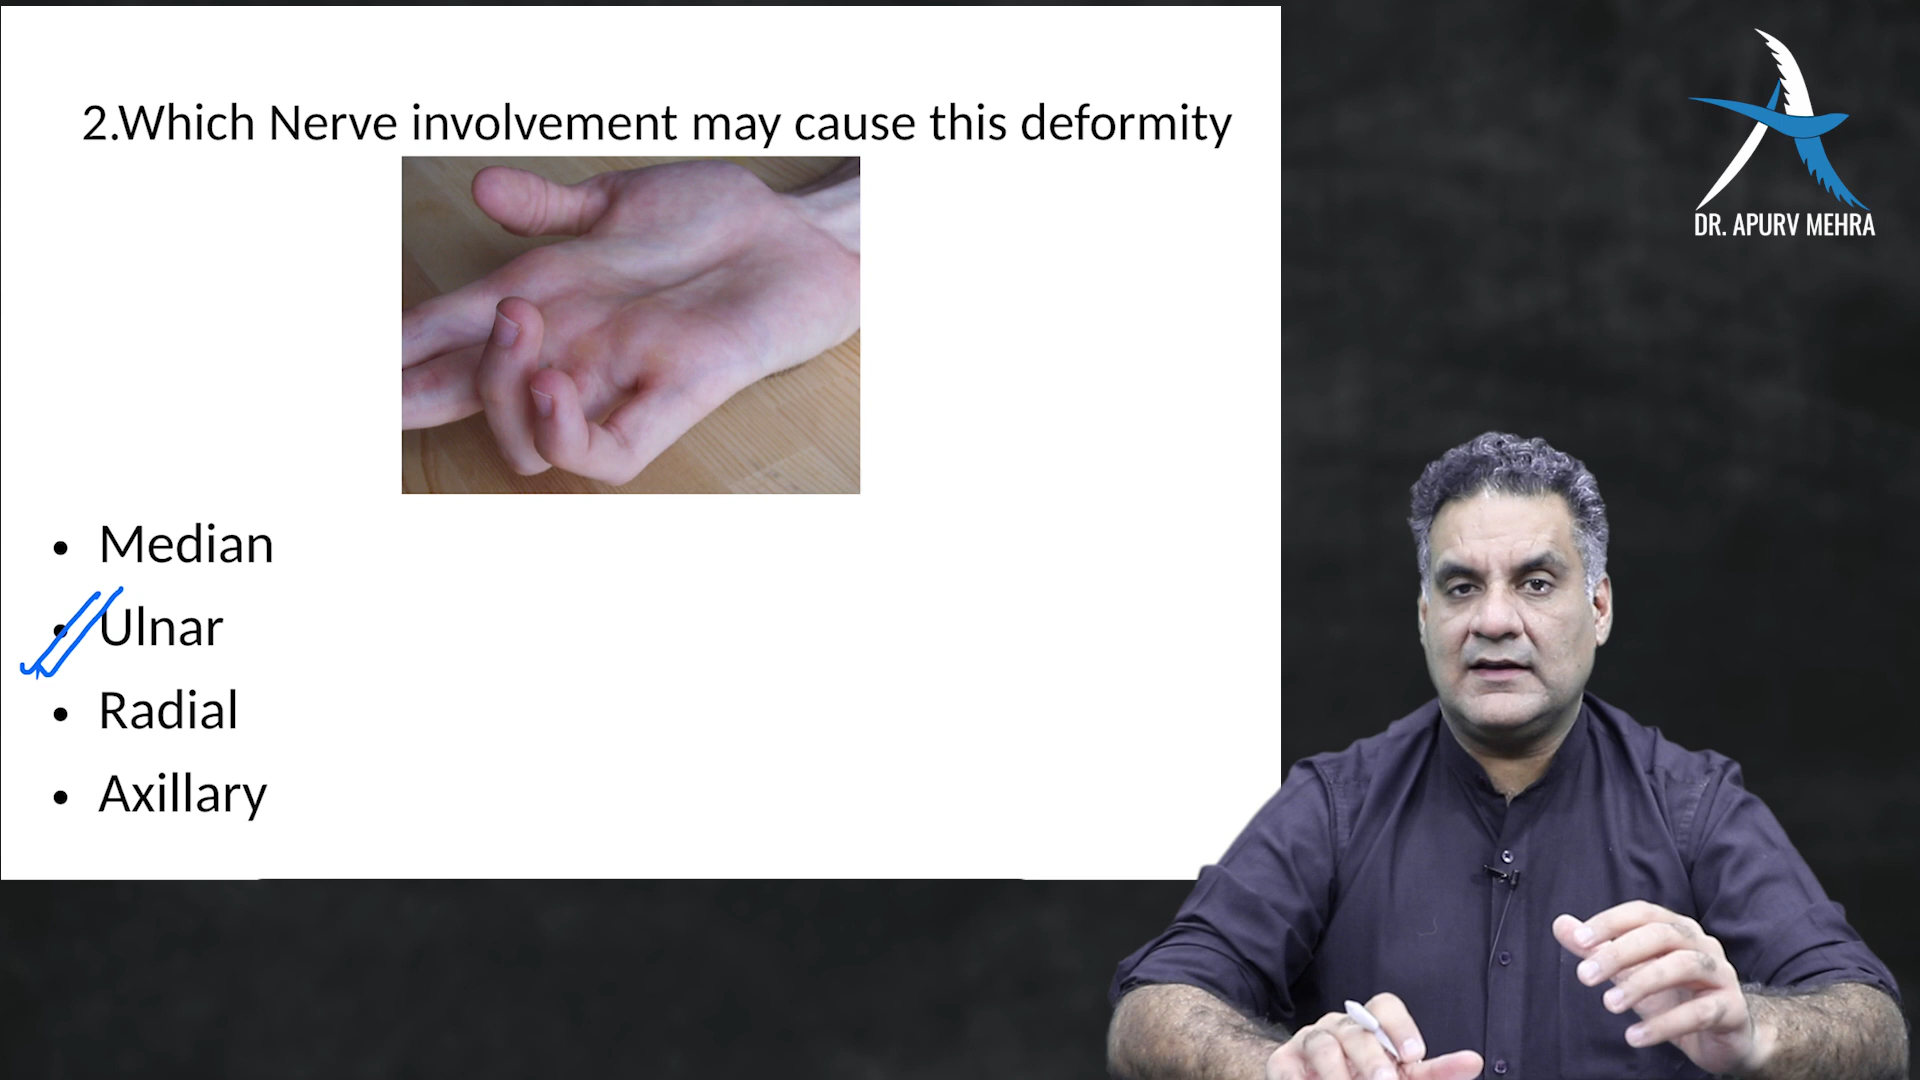 2.Which Nerve involvement may cause this deformity
• Median
• Ulnar
• Radial
• Axillary
DR. APURV MEHRA